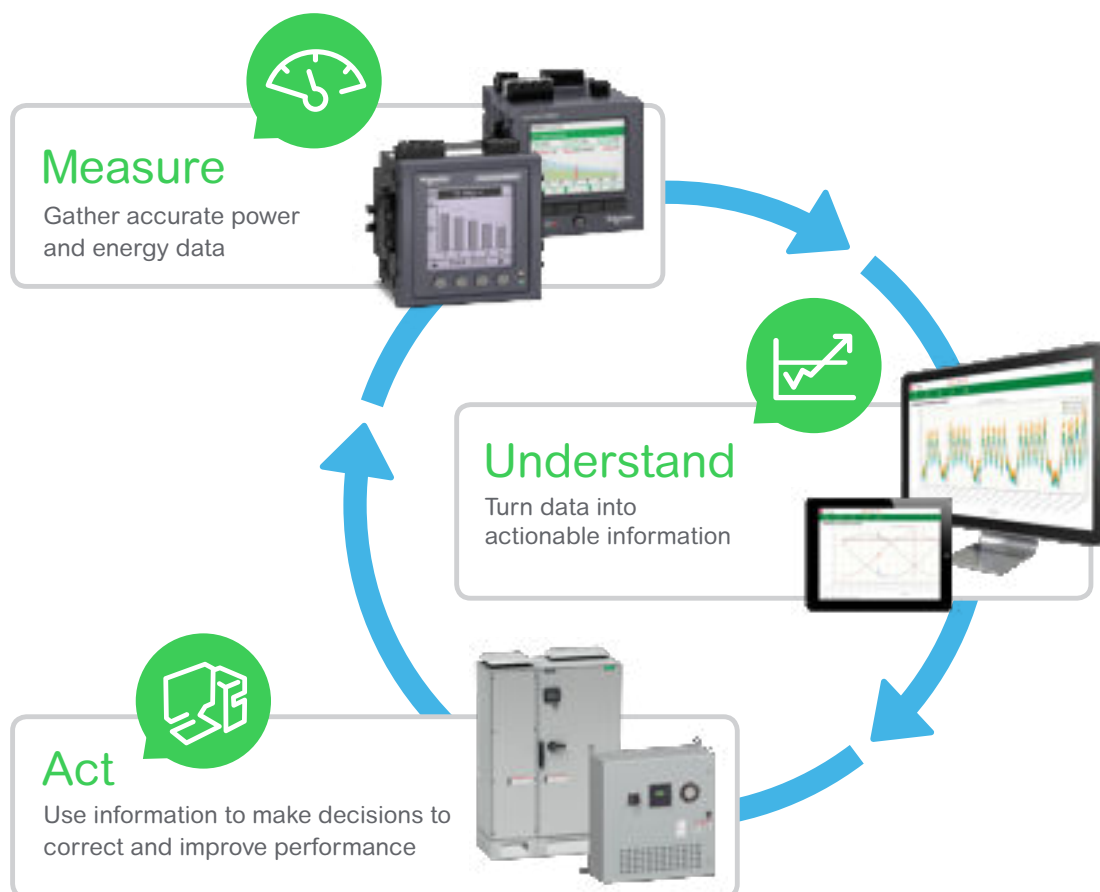 Measure
Gather accurate power
and energy data
Understand
Turn data into
actionable information
Act
Use information to make decisions to
correct and improve performance